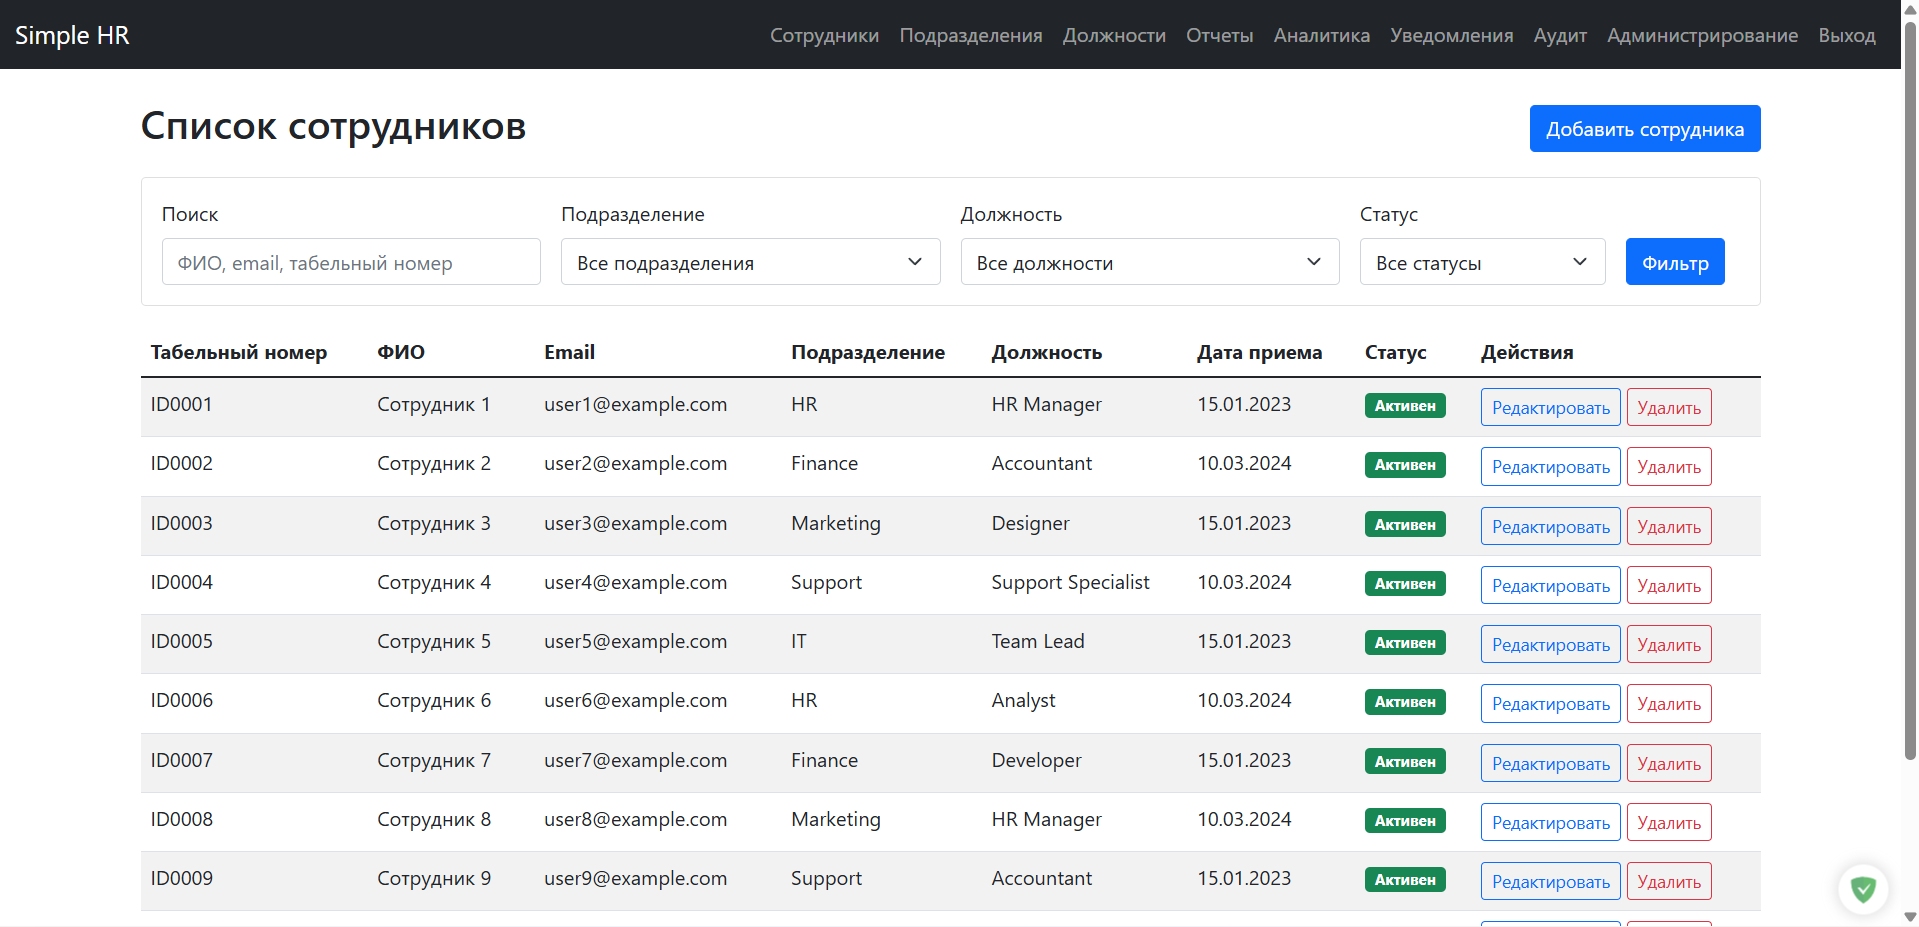 Simple HR Сотрудники Подразделения Должности Отчеты Аналитика Уведомления Аудит Администрирование Выход
Список сотрудников Добавить сотрудника
Поиск Подразделение Должность Статус
ФИО, email, табельный номер Все подразделения Все должности Все статусы Фильтр
Табельный номер ФИО Email Подразделение Должность Дата приема Статус Действия
ID0001 Сотрудник 1 user1@example.com HR HR Manager 15.01.2023 Активен Редактировать Удалить
ID0002 Сотрудник 2 user2@example.com Finance Accountant 10.03.2024 Активен Редактировать Удалить
ID0003 Сотрудник 3 user3@example.com Marketing Designer 15.01.2023 Активен Редактировать Удалить
ID0004 Сотрудник 4 user4@example.com Support Support Specialist 10.03.2024 Активен Редактировать Удалить
ID0005 Сотрудник 5 user5@example.com IT Team Lead 15.01.2023 Активен Редактировать Удалить
ID0006 Сотрудник 6 user6@example.com HR Analyst 10.03.2024 Активен Редактировать Удалить
ID0007 Сотрудник 7 user7@example.com Finance Developer 15.01.2023 Активен Редактировать Удалить
ID0008 Сотрудник 8 user8@example.com Marketing HR Manager 10.03.2024 Активен Редактировать Удалить
ID0009 Сотрудник 9 user9@example.com Support Accountant 15.01.2023 Активен Редактировать Удалить